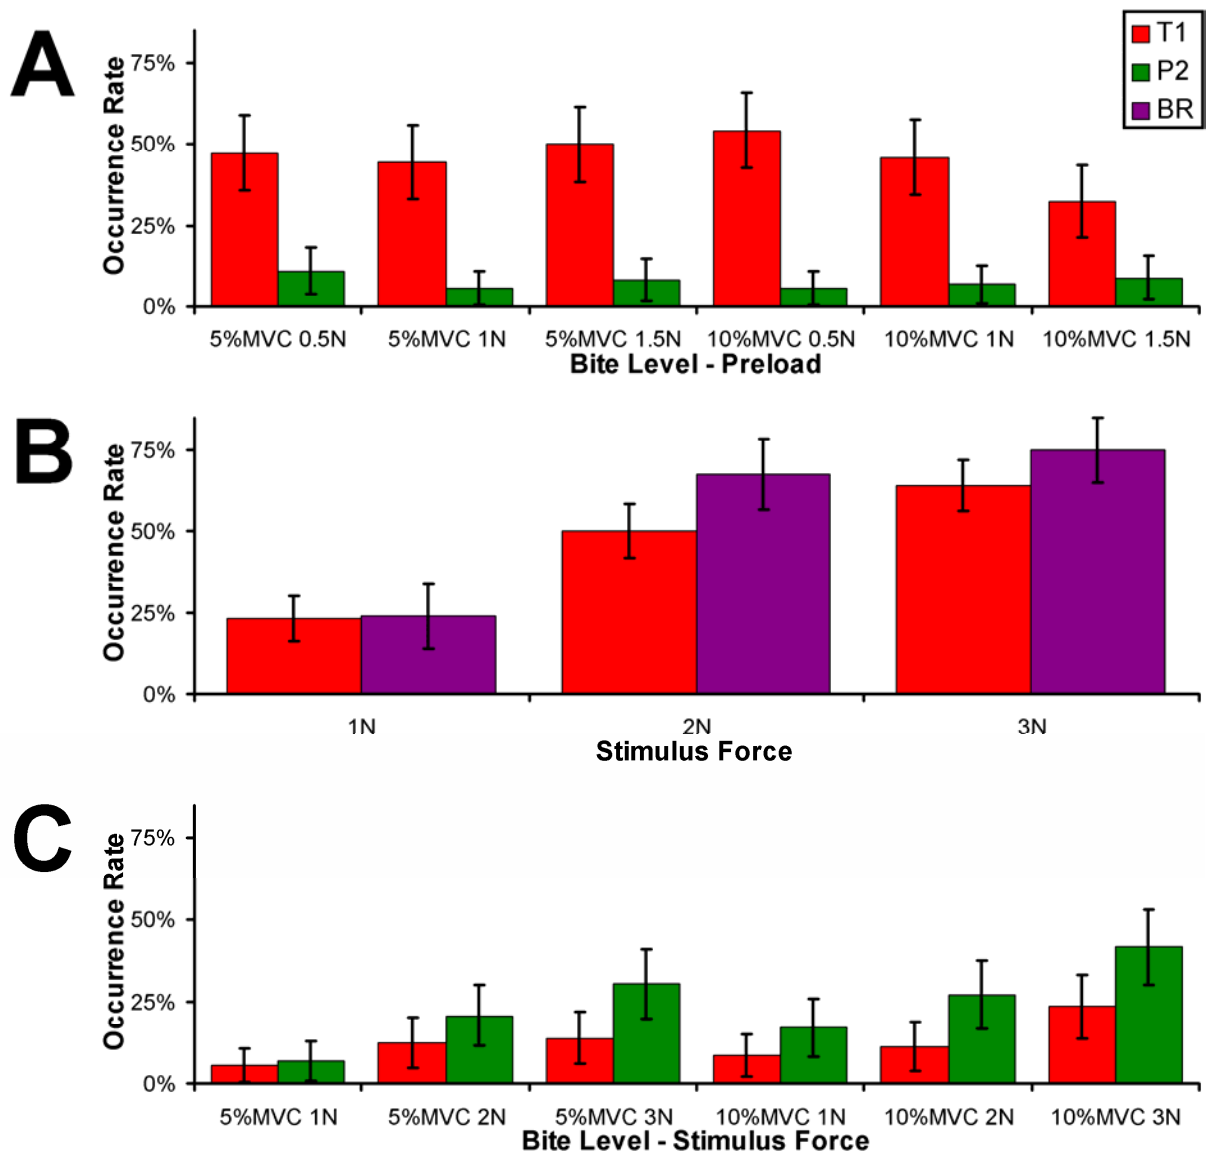 A
Occurrence Rate
75%
50%
25%
0%
T1
P2
BR
5%MVC 0.5N 5%MVC 1N 5%MVC 1.5N 10%MVC 0.5N 10%MVC 1N 10%MVC 1.5N
Bite Level - Preload
B
Occurrence Rate
75%
50%
25%
0%
1N 2N 3N
Stimulus Force
C
Occurrence Rate
75%
50%
25%
0%
5%MVC 1N 5%MVC 2N 5%MVC 3N 10%MVC 1N 10%MVC 2N 10%MVC 3N
Bite Level - Stimulus Force